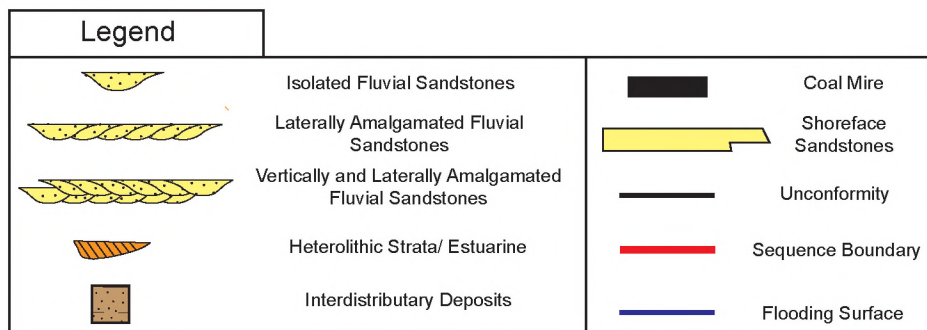 Legend
Isolated Fluvial Sandstones
Laterally Amalgamated Fluvial
Sandstones
Vertically and Laterally Amalgamated
Fluvial Sandstones
Heterolithic Strata/ Estuarine
Interdistributary Deposits
Coal Mire
Shoreface
Sandstones
Unconformity
Sequence Boundary
Flooding Surface